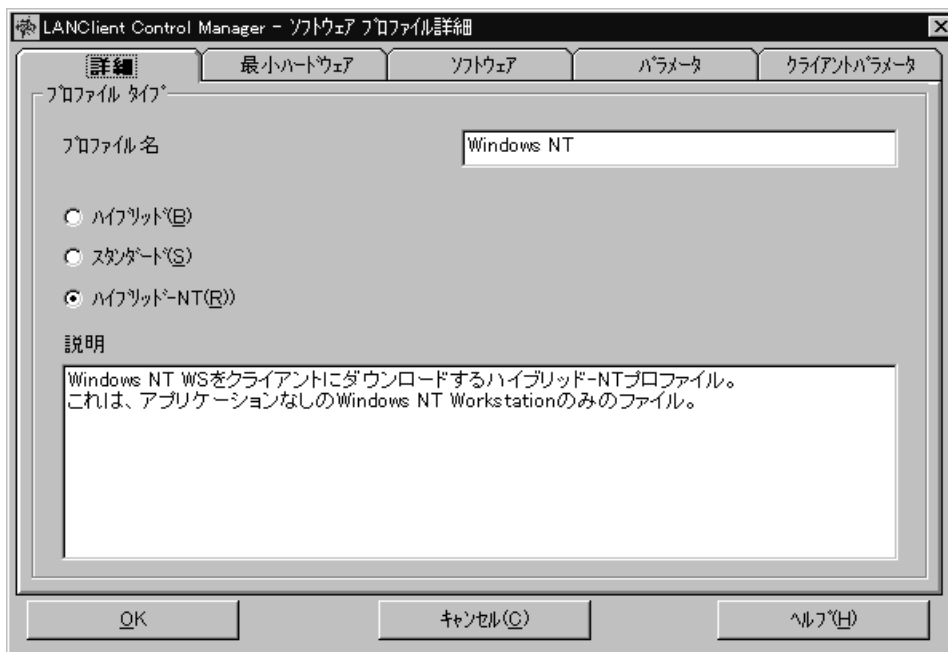 LANClient Control Manager - ソフトウェア プロファイル詳細
詳細
最小ハードウェア
ソフトウェア
パラメータ
クライアントパラメータ
プロファイル タイプ
プロファイル名
Windows NT
ハイブリッド(B)
スタンダード(S)
ハイブリッド-NT(R))
説明
Windows NT WSをクライアントにダウンロードするハイブリッド-NTプロファイル。
これは、アプリケーションなしのWindows NT Workstationのみのファイル。
OK
キャンセル(C)
ヘルプ(H)